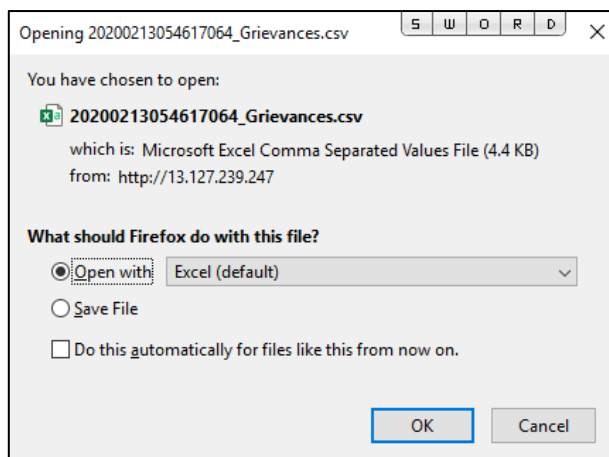 Opening 20200213054617064_Grievances.csv
S W O R D
You have chosen to open:
20200213054617064_Grievances.csv
which is: Microsoft Excel Comma Separated Values File (4.4 KB)
from: http://13.127.239.247
What should Firefox do with this file?
Open with Excel (default)
Save File
Do this automatically for files like this from now on.
OK Cancel